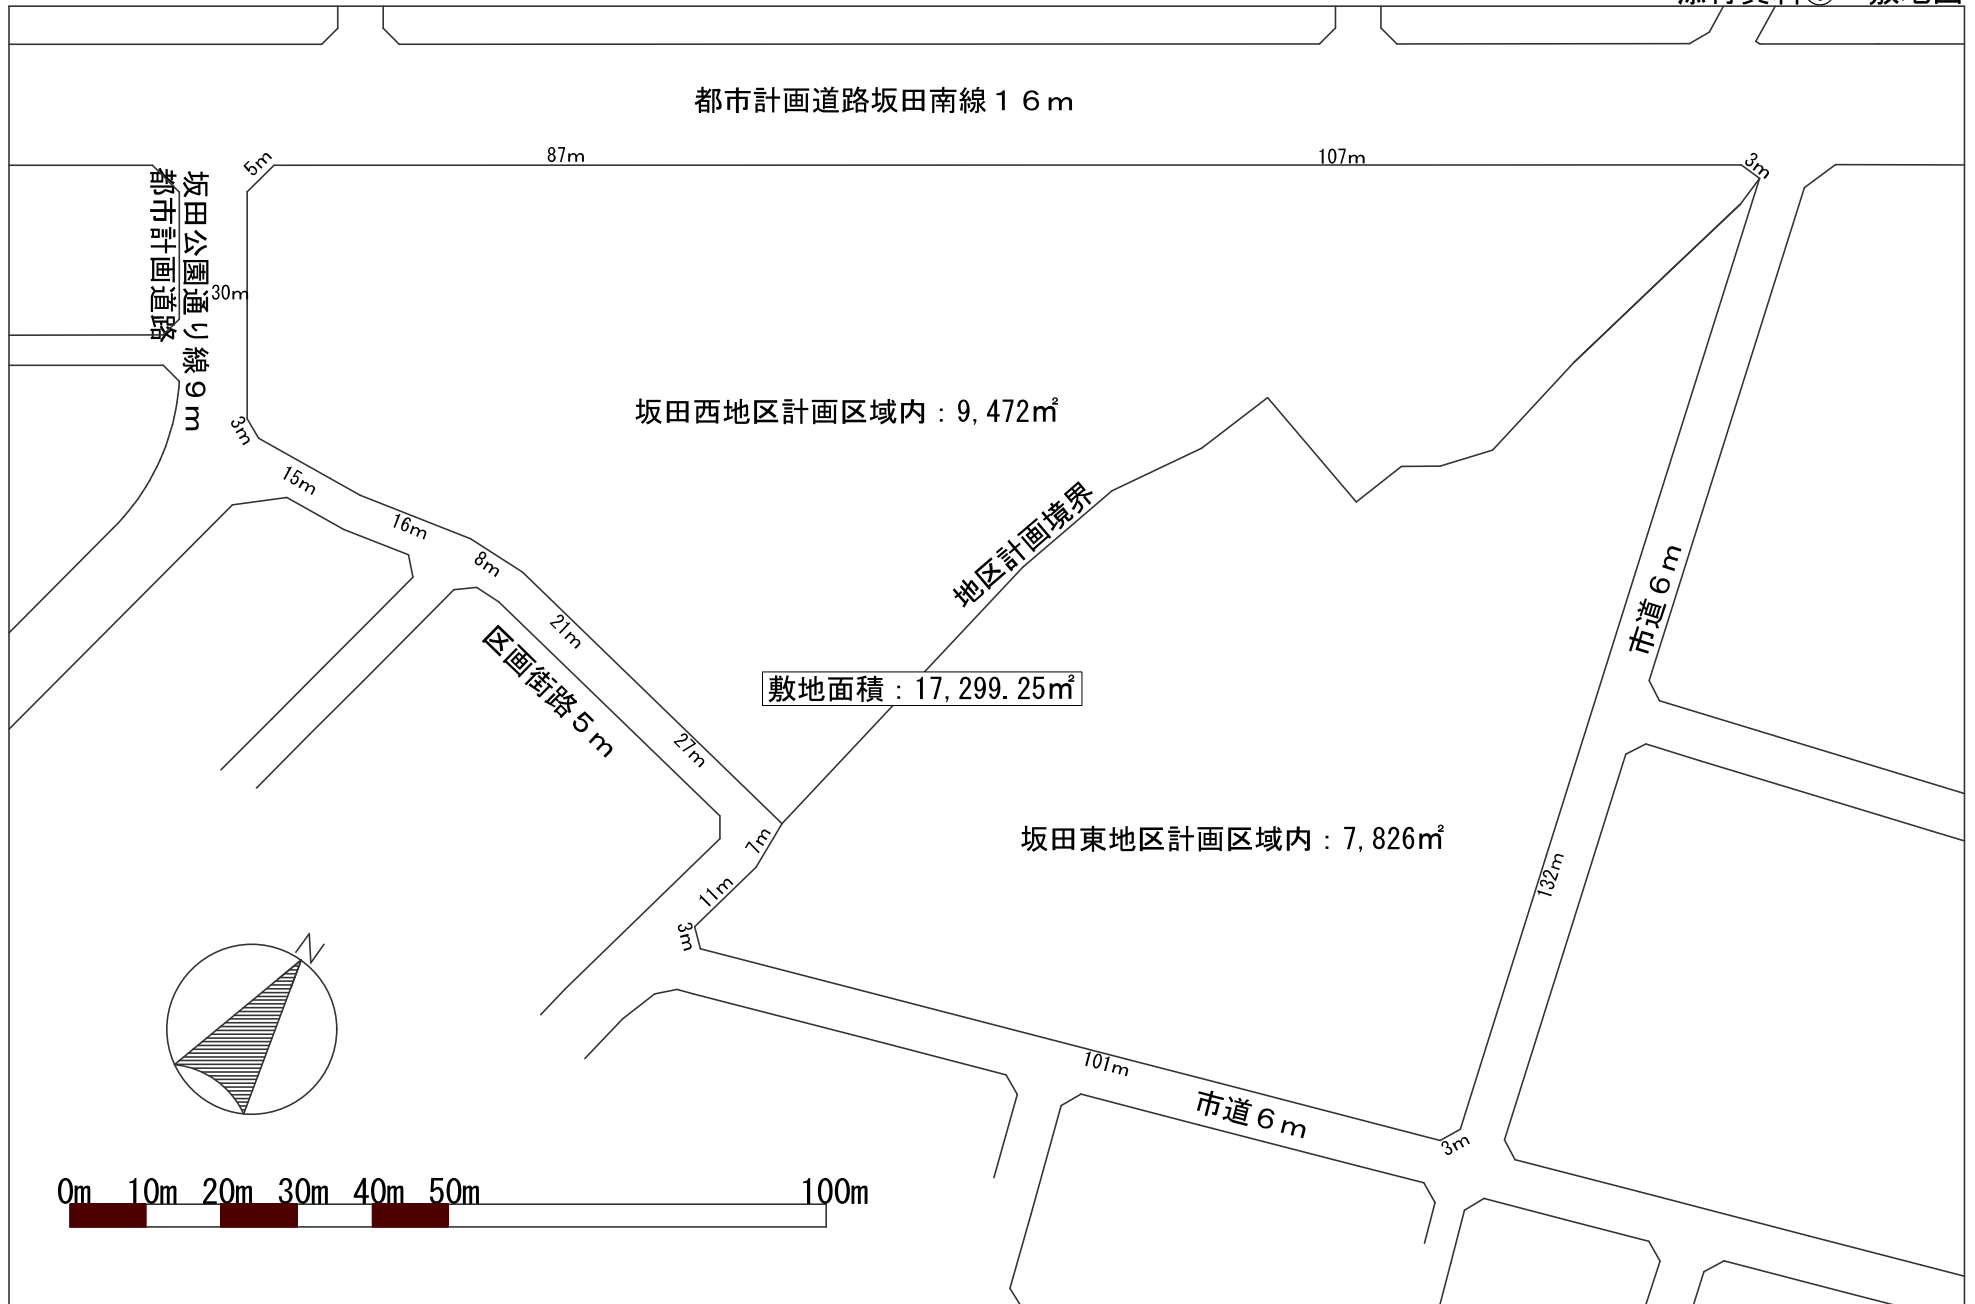 都市計画道路坂田南線１６ｍ
5m
87m
107m
3m
坂田公園通り線９ｍ
都市計画道路
30m
坂田西地区計画区域内：9,472㎡
3m
15m
16m
8m
地区計画境界
21m
市道６ｍ
区画街路５ｍ
敷地面積：17,299.25㎡
27m
7m
坂田東地区計画区域内：7,826㎡
132m
11m
3m
N
101m
市道６ｍ
3m
0m 10m 20m 30m 40m 50m 100m